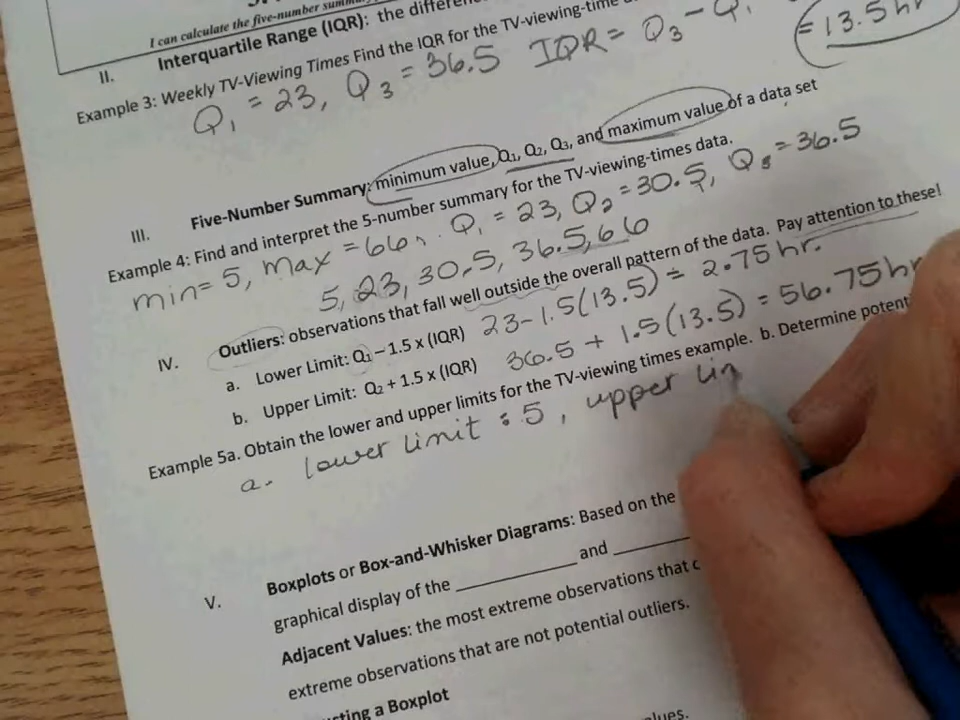 I can calculate the five-number summ
II. Interquartile Range (IQR): the differen
Example 3: Weekly TV-Viewing Times Find the IQR for the TV-viewing-time
Q₁ = 23, Q₃ = 36.5 IQR = Q₃ - Q₁
= 13.5 hr
III. Five-Number Summary: minimum value, Q₁, Q₂, Q₃, and maximum value of a data set
Example 4: Find and interpret the 5-number summary for the TV-viewing-times data.
min = 5, max = 66, Q₁ = 23, Q₂ = 30.5, Q₃ = 36.5
5, 23, 30.5, 36.5, 66
IV. Outliers: observations that fall well outside the overall pattern of the data. Pay attention to these!
a. Lower Limit: Q₁ – 1.5 x (IQR) 23 - 1.5(13.5) = 2.75 hr.
b. Upper Limit: Q₂ + 1.5 x (IQR) 36.5 + 1.5(13.5) = 56.75 hr
Example 5a. Obtain the lower and upper limits for the TV-viewing times example. b. Determine potent
a. lower limit : 5, upper lim
V. Boxplots or Box-and-Whisker Diagrams: Based on the
graphical display of the ____________ and ________
Adjacent Values: the most extreme observations that
extreme observations that are not potential outliers.
ting a Boxplot
lues.